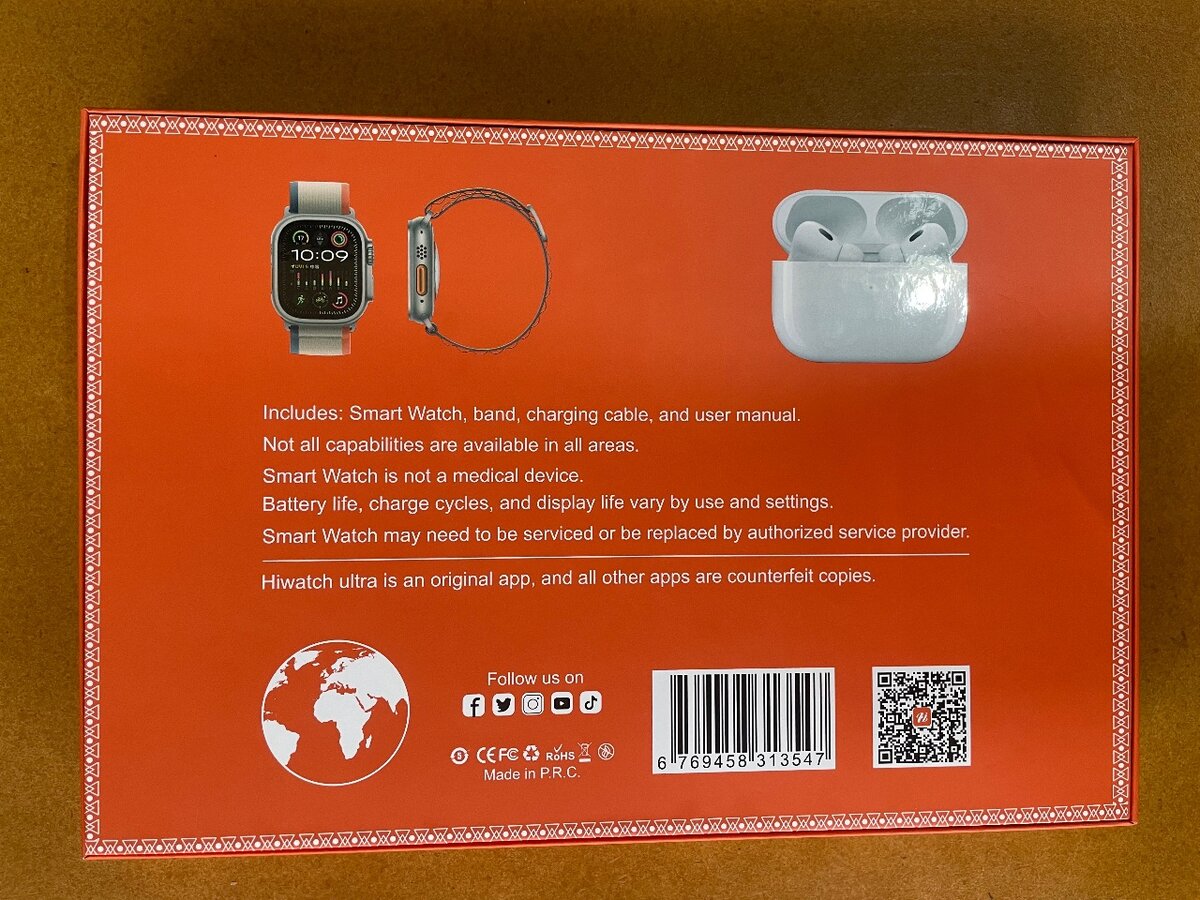 17
10:09
Includes: Smart Watch, band, charging cable, and user manual.
Not all capabilities are available in all areas.
Smart Watch is not a medical device.
Battery life, charge cycles, and display life vary by use and settings.
Smart Watch may need to be serviced or be replaced by authorized service provider.
Hiwatch ultra is an original app, and all other apps are counterfeit copies.
Follow us on
5 CE FC RoHS
Made in P.R.C.
6 769458 313547